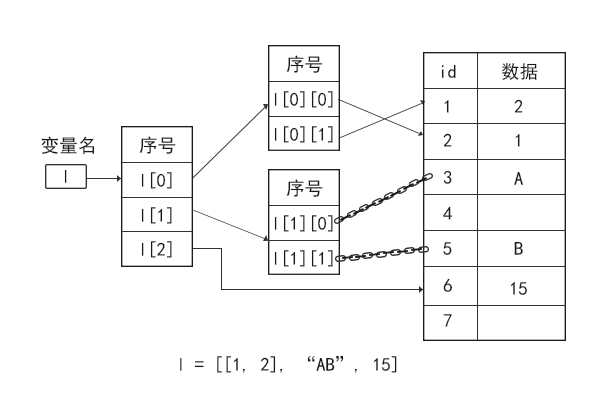 变量名
l
序号
l[0]
l[1]
l[2]
序号
l[0][0]
l[0][1]
序号
l[1][0]
l[1][1]
id 数据
1 2
2 1
3 A
4
5 B
6 15
7
l = [[1, 2], “AB”, 15]